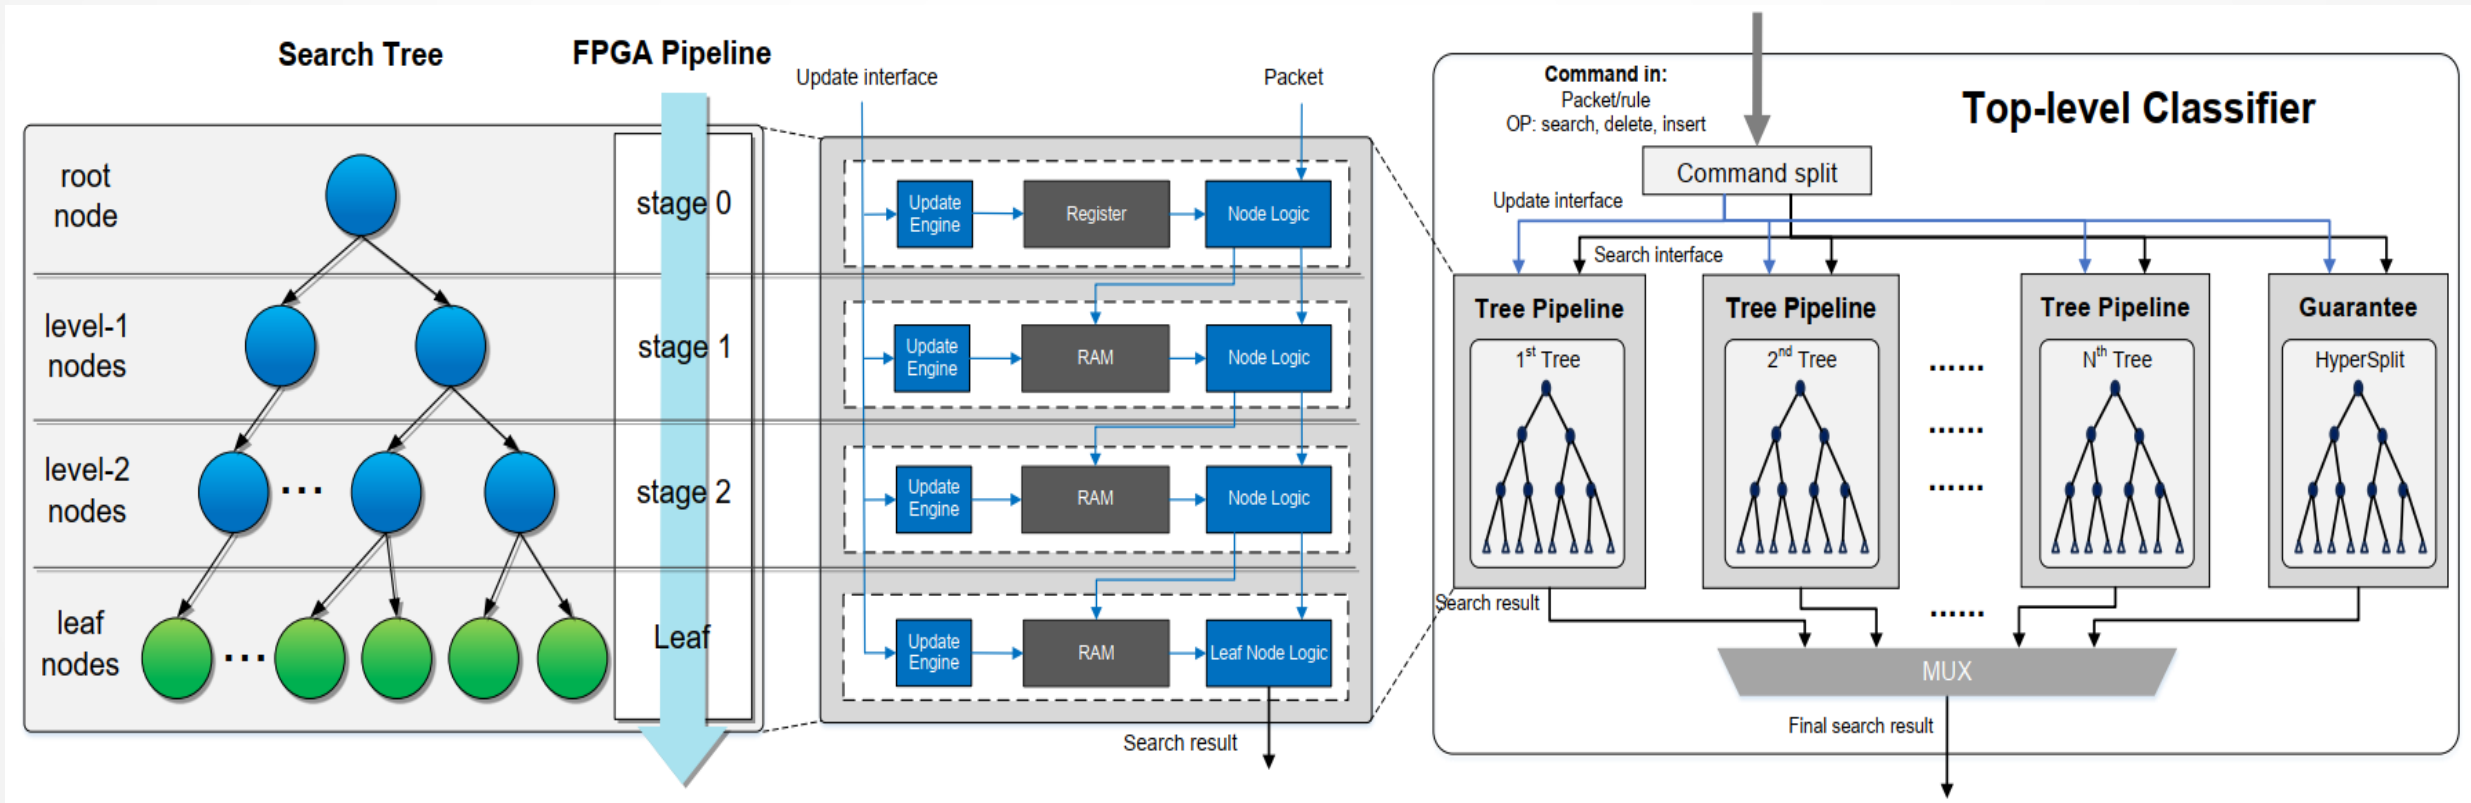 Search Tree
FPGA Pipeline
root
node
level-1
nodes
level-2
nodes
...
leaf
nodes
...
stage 0
stage 1
stage 2
Leaf
Update interface
Packet
Update
Engine
Register
Node Logic
Update
Engine
RAM
Node Logic
Update
Engine
RAM
Node Logic
Update
Engine
RAM
Leaf Node Logic
Search result
Top-level Classifier
Command in:
Packet/rule
OP: search, delete, insert
Command split
Update interface
Search interface
Tree Pipeline
1st Tree
Tree Pipeline
2nd Tree
......
......
......
Tree Pipeline
Nth Tree
Guarantee
HyperSplit
Search result
......
MUX
Final search result